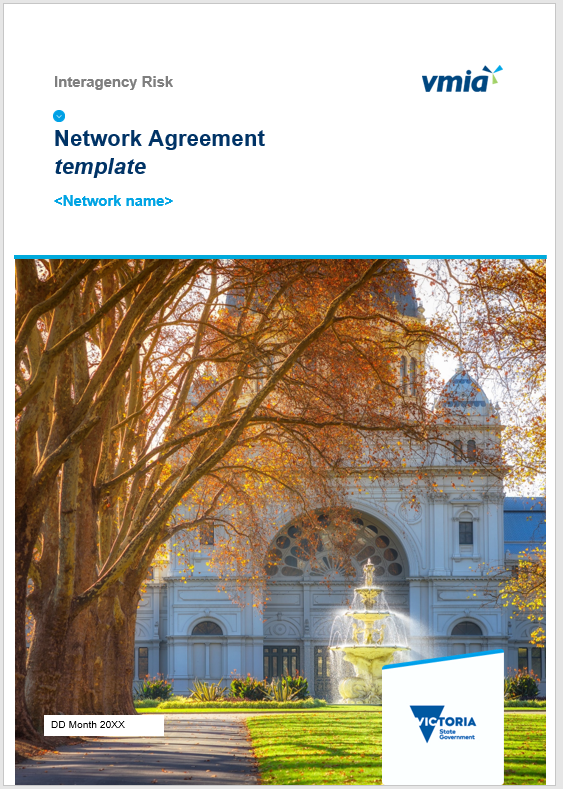 Interagency Risk
vmia
Network Agreement
template
<Network name>
DD Month 20XX
VICTORIA
State
Government